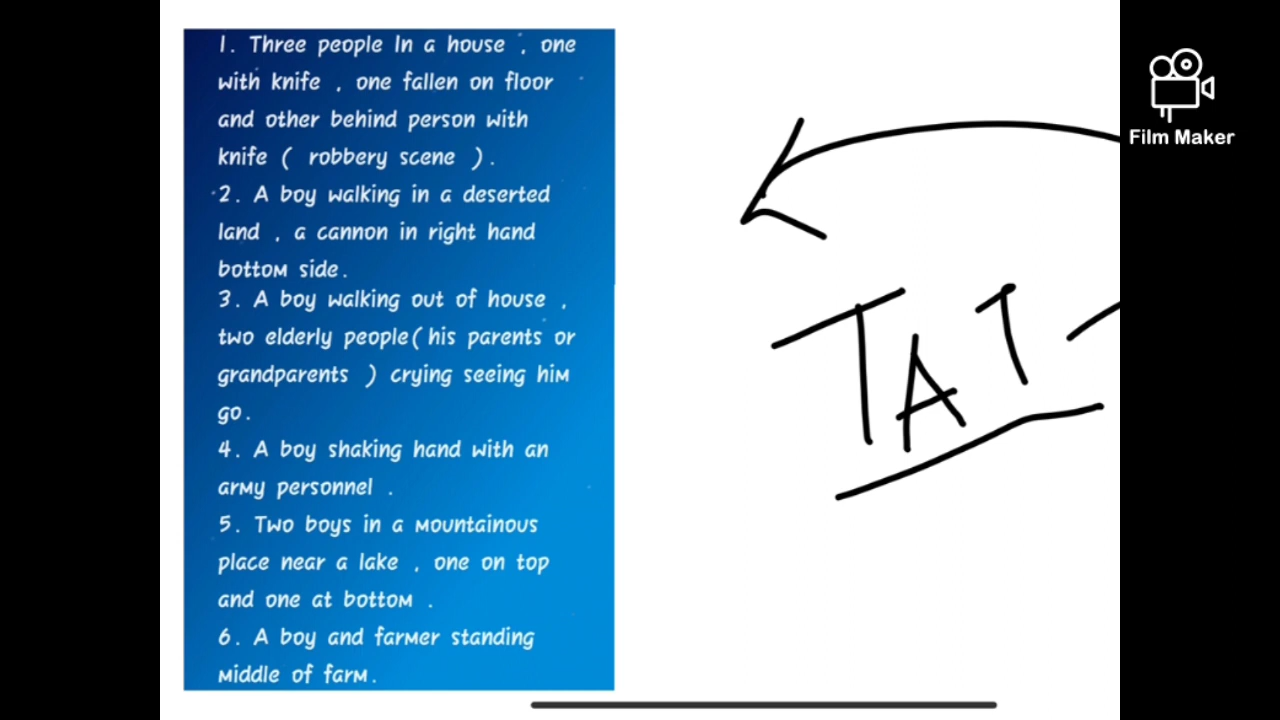 1. Three people In a house , one
with knife , one fallen on floor
and other behind person with
knife ( robbery scene ).
2. A boy walking in a deserted
land , a cannon in right hand
bottom side.
3. A boy walking out of house ,
two elderly people( his parents or
grandparents ) crying seeing him
go.
4. A boy shaking hand with an
army personnel .
5. Two boys in a mountainous
place near a lake , one on top
and one at bottom .
6. A boy and farmer standing
middle of farm.
TAT-
Film Maker